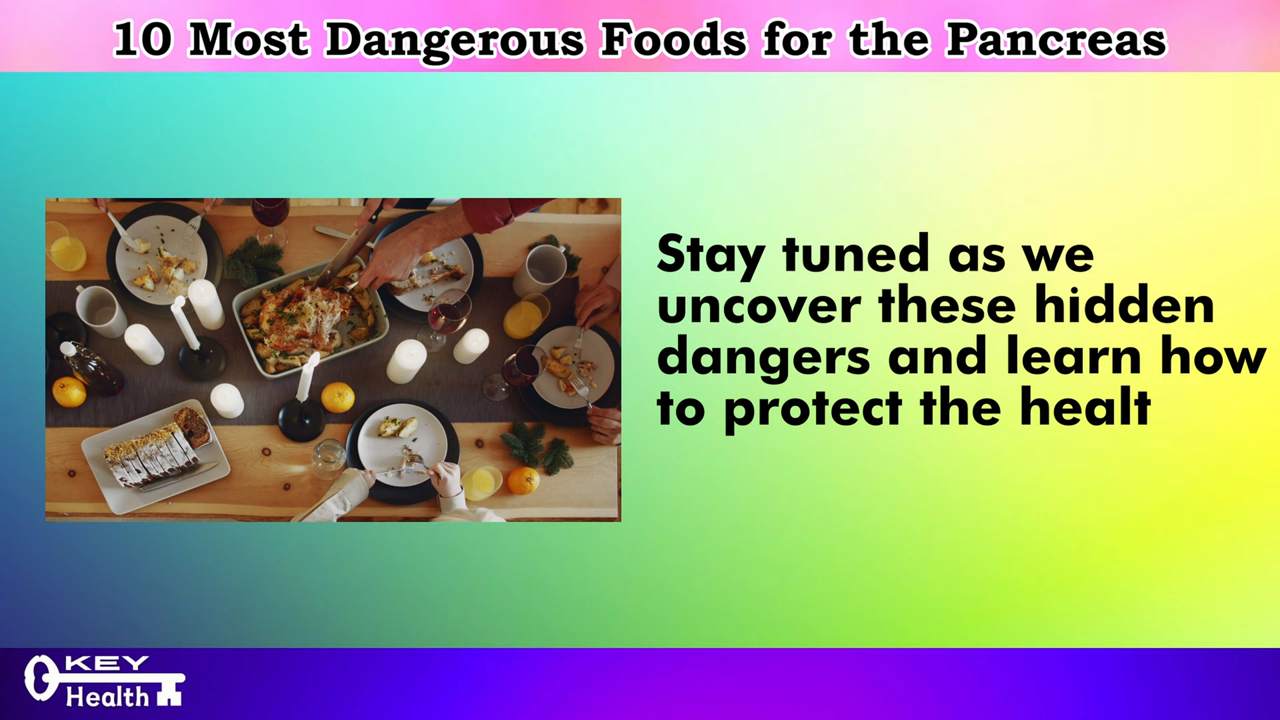 10 Most Dangerous Foods for the Pancreas
Stay tuned as we
uncover these hidden
dangers and learn how
to protect the healt
KEY
Health